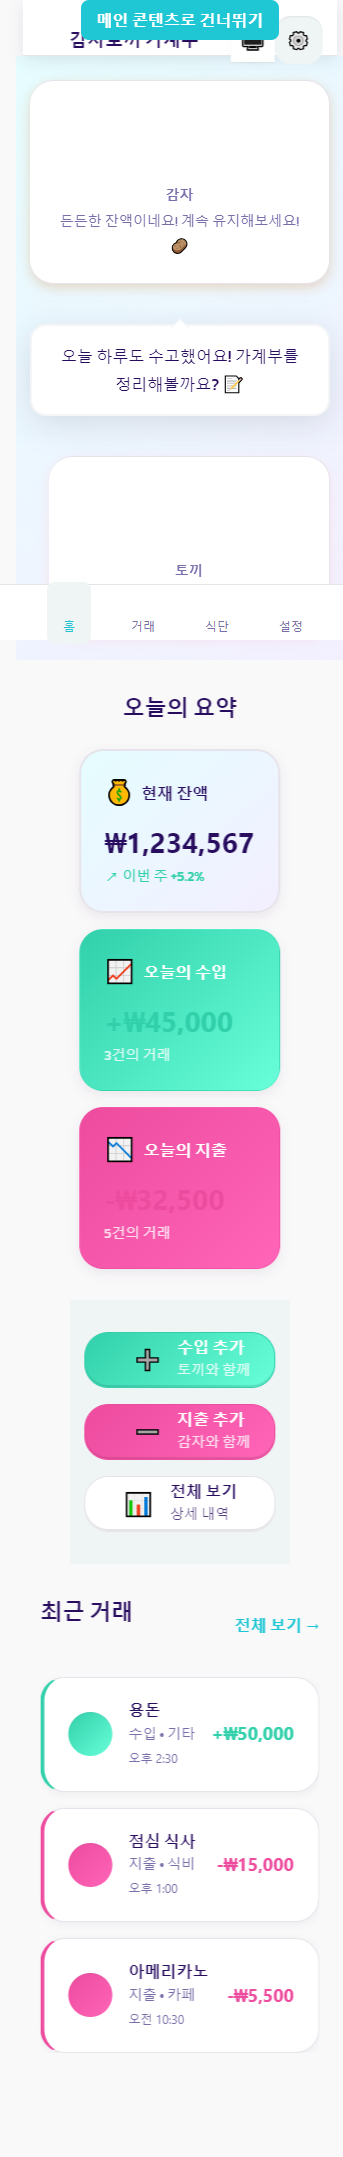 메인 콘텐츠로 건너뛰기
감자
든든한 잔액이네요! 계속 유지해보세요!
🥔
오늘 하루도 수고했어요! 가계부를
정리해볼까요? 📝
토끼
홈 거래 식단 설정
오늘의 요약
💰 현재 잔액
₩1,234,567
↗ 이번 주 +5.2%
📈 오늘의 수입
+₩45,000
3건의 거래
📉 오늘의 지출
-₩32,500
5건의 거래
➕ 수입 추가
토끼와 함께
➖ 지출 추가
감자와 함께
📊 전체 보기
상세 내역
최근 거래
전체 보기 →
용돈
수입 • 기타 +₩50,000
오후 2:30
점심 식사
지출 • 식비 -₩15,000
오후 1:00
아메리카노
지출 • 카페 -₩5,500
오전 10:30